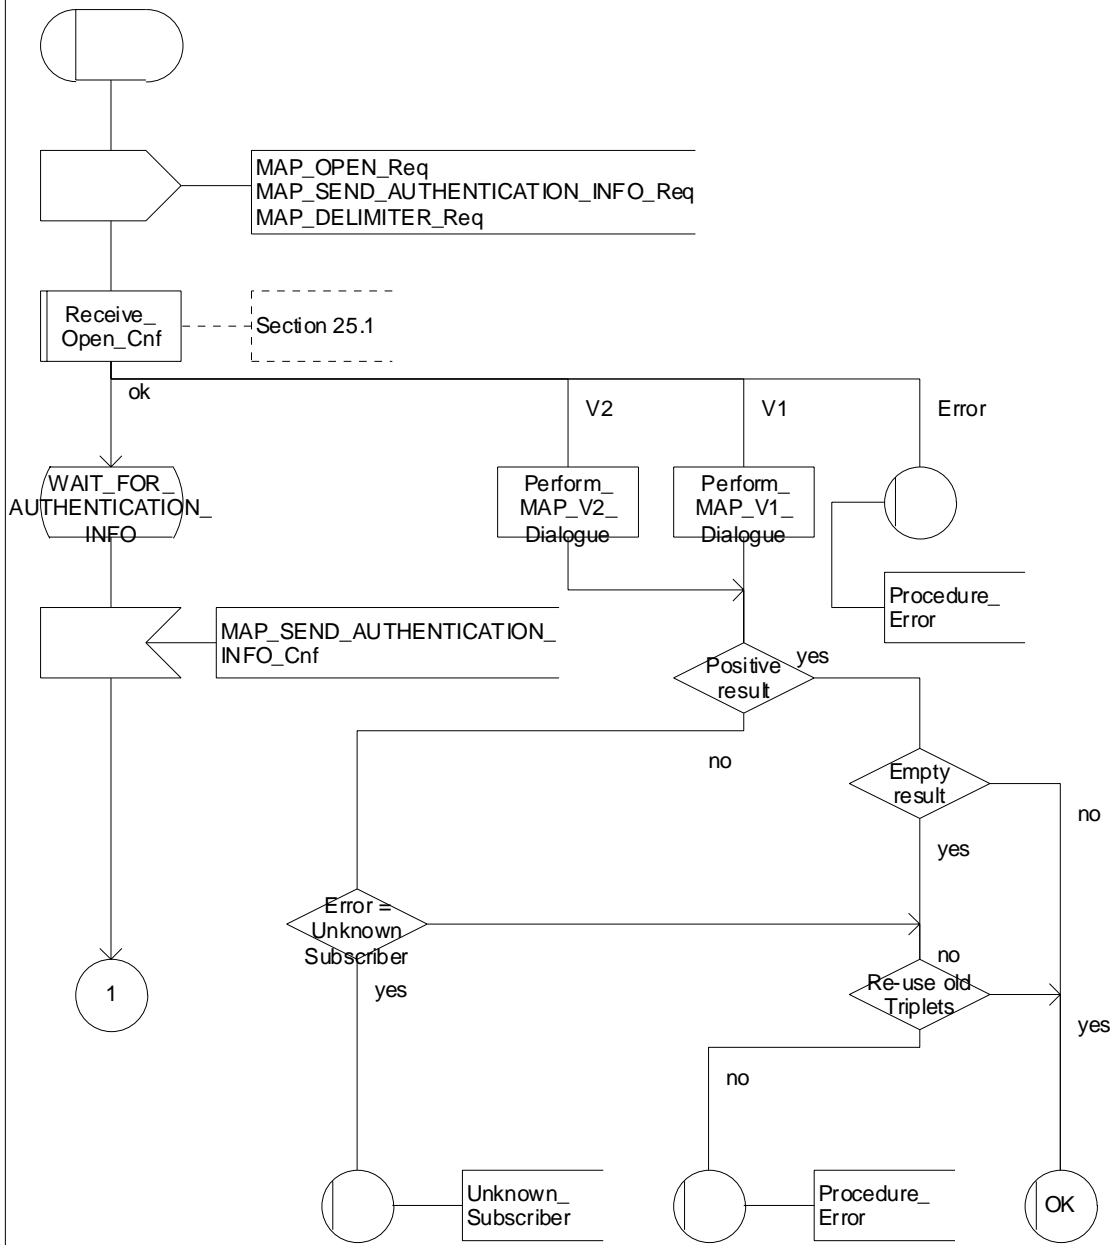 MAP_OPEN_Req
MAP_SEND_AUTHENTICATION_INFO_Req
MAP_DELIMITER_Req
Receive_
Open_Cnf
Section 25.1
ok
V2
V1
Error
WAIT_FOR_
AUTHENTICATION_
INFO
Perform_
MAP_V2_
Dialogue
Perform_
MAP_V1_
Dialogue
Procedure_
Error
MAP_SEND_AUTHENTICATION_
INFO_Cnf
Positive
result
yes
no
Empty
result
no
yes
Error =
Unknown
Subscriber
no
yes
1
Re-use old
Triplets
yes
no
Unknown_
Subscriber
Procedure_
Error
OK